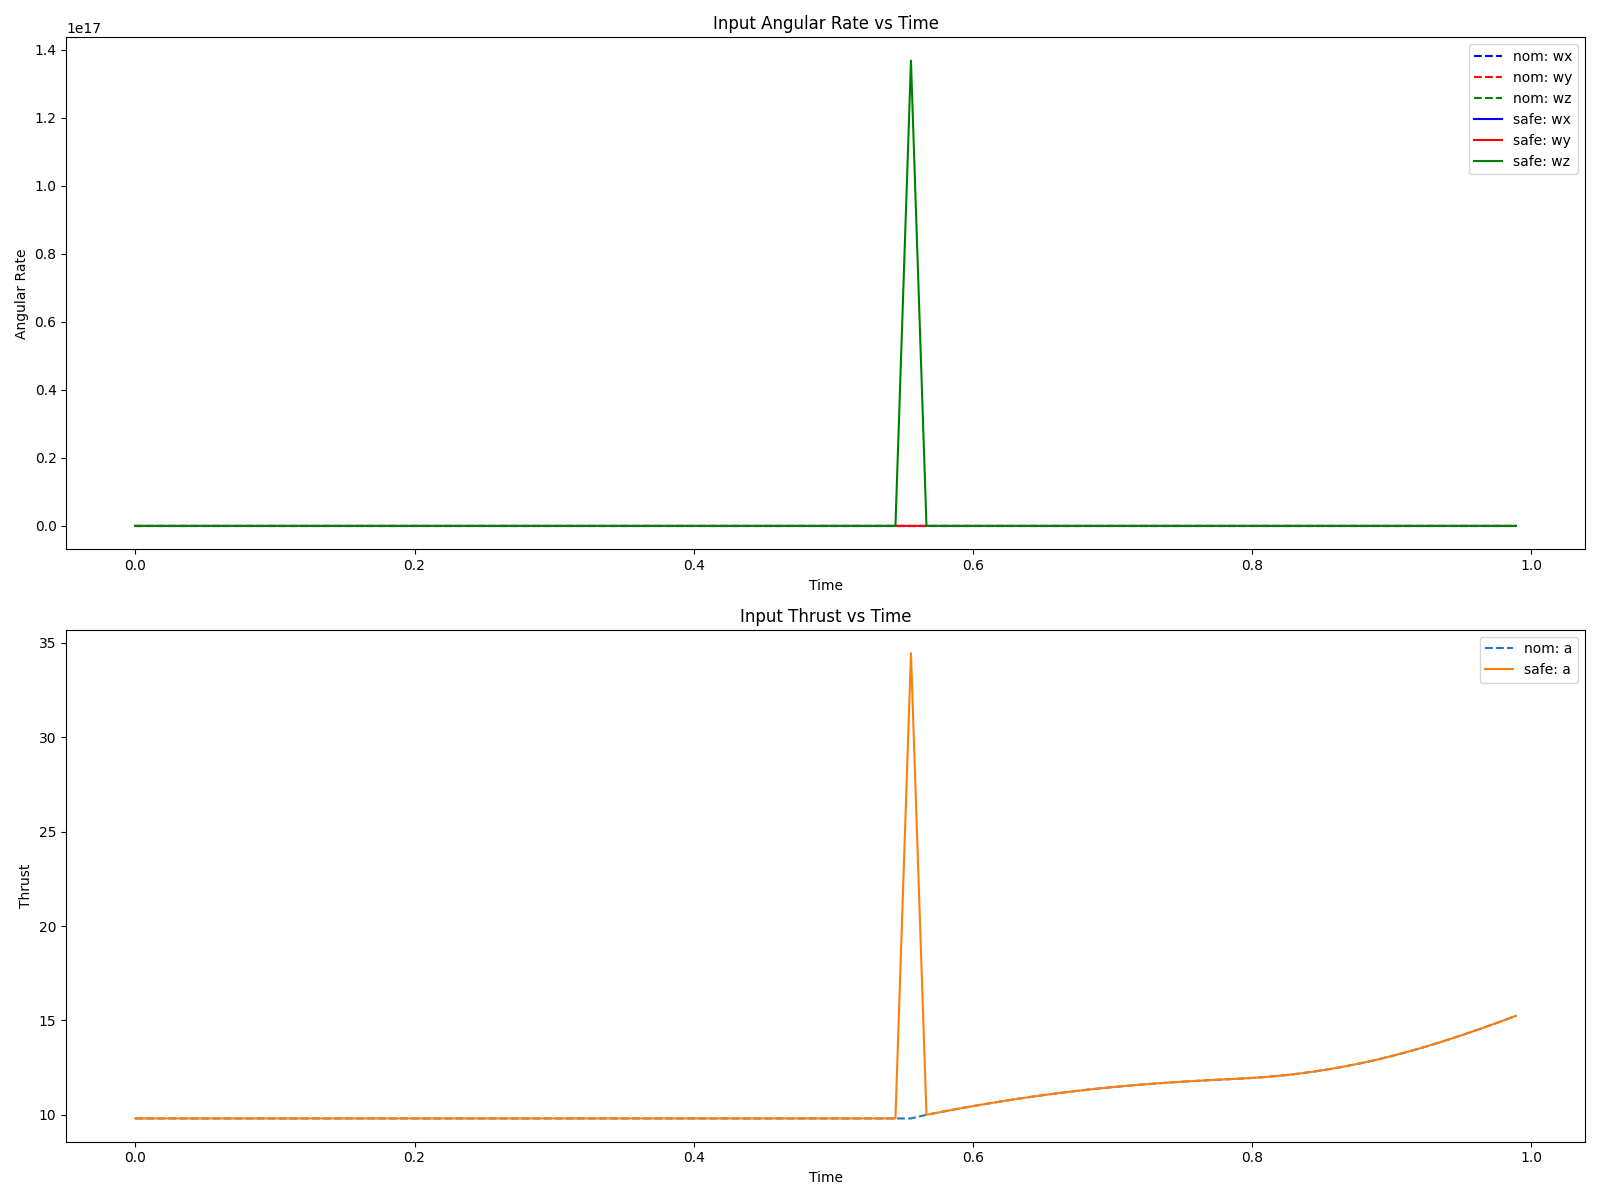 Input Angular Rate vs Time
1e17
1.4
1.2
1.0
0.8
0.6
0.4
0.2
0.0
Angular Rate
nom: wx
nom: wy
nom: wz
safe: wx
safe: wy
safe: wz
0.0 0.2 0.4 0.6 0.8 1.0
Time
Input Thrust vs Time
35
30
25
20
15
10
Thrust
nom: a
safe: a
0.0 0.2 0.4 0.6 0.8 1.0
Time